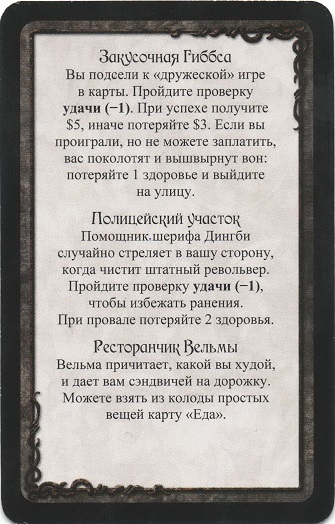 Закусочная Гиббса
Вы подсели к «дружеской» игре
в карты. Пройдите проверку
удачи (−1). При успехе получите
$5, иначе потеряйте $3. Если вы
проиграли, но не можете заплатить,
вас поколотят и вышвырнут вон:
потеряйте 1 здоровье и выйдите
на улицу.
Полицейский участок
Помощник шерифа Дингби
случайно стреляет в вашу сторону,
когда чистит штатный револьвер.
Пройдите проверку удачи (−1),
чтобы избежать ранения.
При провале потеряйте 2 здоровья.
Ресторанчик Вельмы
Вельма причитает, какой вы худой,
и дает вам сэндвичей на дорожку.
Можете взять из колоды простых
вещей карту «Еда».